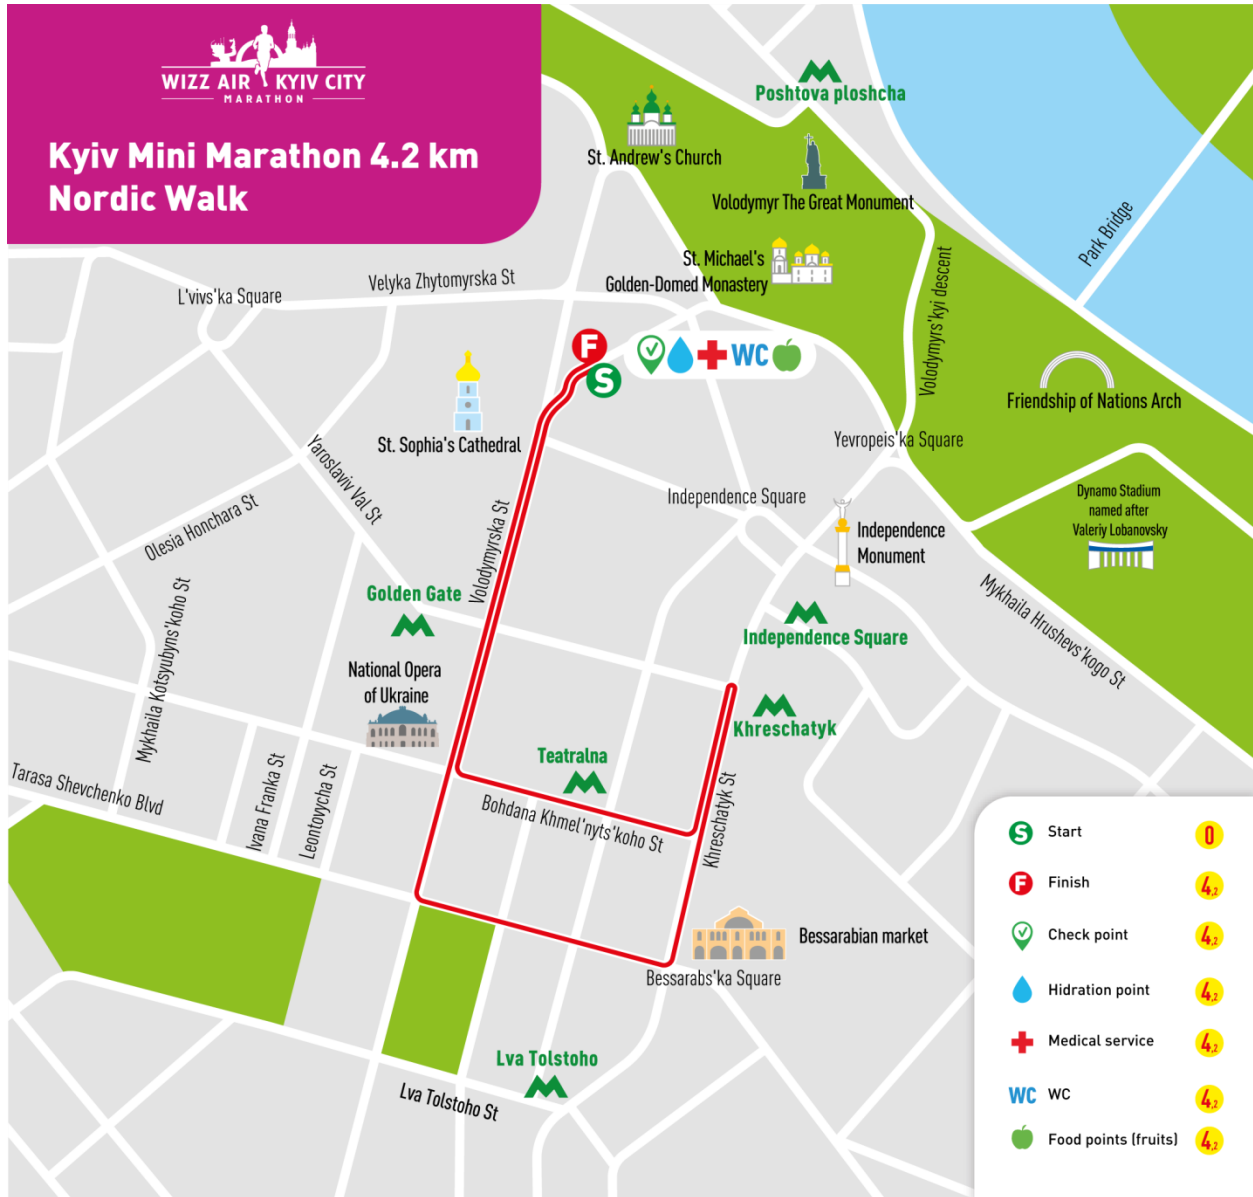 WIZZ AIR KYIV CITY
MARATHON
Kyiv Mini Marathon 4.2 km
Nordic Walk
Poshtova ploshcha
St. Andrew's Church
Volodymyr The Great Monument
St. Michael's
Golden-Domed Monastery
Park Bridge
Velyka Zhytomyrska St
L'vivs'ka Square
Volodymyrs'kyi descent
F
S
WC
Friendship of Nations Arch
St. Sophia's Cathedral
Yevropeis'ka Square
Yaroslaviv Val St
Independence Square
Dynamo Stadium
named after
Valeriy Lobanovsky
Olesia Honchara St
Volodymyrska St
Independence
Monument
Golden Gate
Mykhaila Kotsyubyns'koho St
Mykhaila Hrushevs'kogo St
Independence Square
National Opera
of Ukraine
Khreschatyk
Teatralna
Tarasa Shevchenko Blvd
Ivana Franka St
Leontovycha St
Bohdana Khmel'nyts'koho St
Khreschatyk St
Bessarabian market
Bessarabs'ka Square
Lva Tolstoho
Lva Tolstoho St
S Start 0
F Finish 4,2
Check point 4,2
Hidration point 4,2
Medical service 4,2
WC WC 4,2
Food points (fruits) 4,2